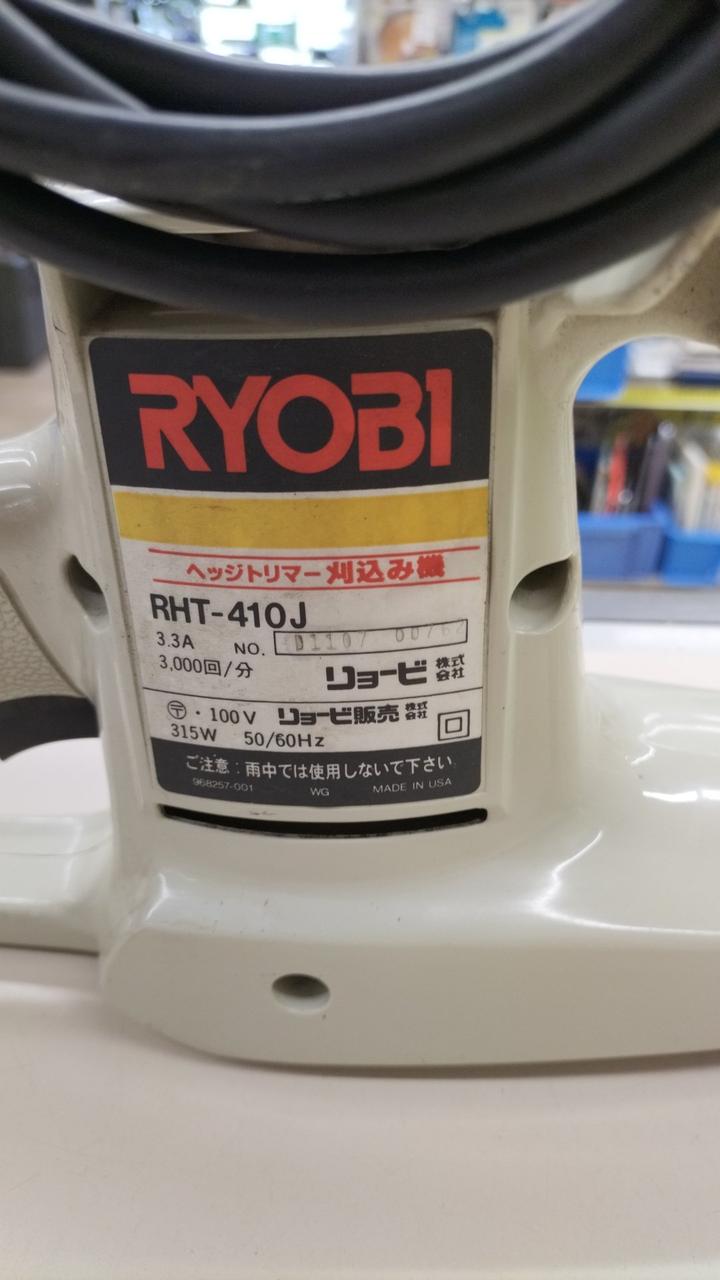 RYOBI
ヘッジトリマー刈込み機
RHT-410J
3.3A NO. D1107 00762
3,000回/分 リョービ株式会社
〶・100V リョービ販売株式会社
315W 50/60Hz
ご注意：雨中では使用しないで下さい
968257-001 WG MADE IN USA